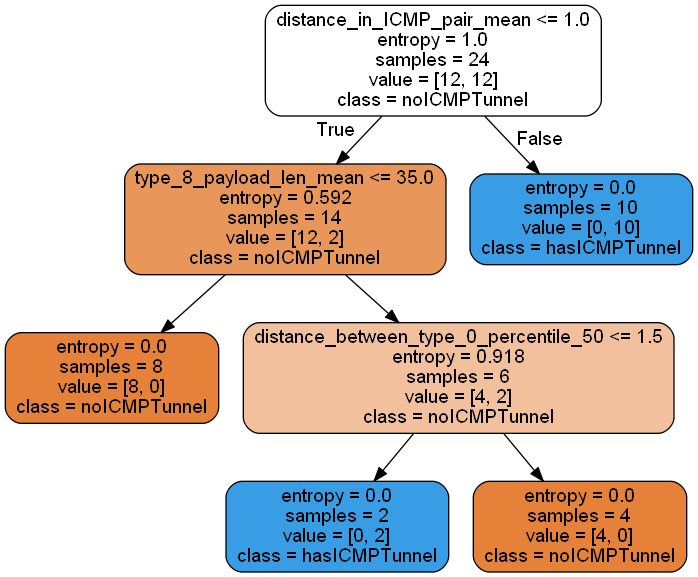 distance_in_ICMP_pair_mean <= 1.0
entropy = 1.0
samples = 24
value = [12, 12]
class = noICMPTunnel
True
False
type_8_payload_len_mean <= 35.0
entropy = 0.592
samples = 14
value = [12, 2]
class = noICMPTunnel
entropy = 0.0
samples = 10
value = [0, 10]
class = hasICMPTunnel
entropy = 0.0
samples = 8
value = [8, 0]
class = noICMPTunnel
distance_between_type_0_percentile_50 <= 1.5
entropy = 0.918
samples = 6
value = [4, 2]
class = noICMPTunnel
entropy = 0.0
samples = 2
value = [0, 2]
class = hasICMPTunnel
entropy = 0.0
samples = 4
value = [4, 0]
class = noICMPTunnel